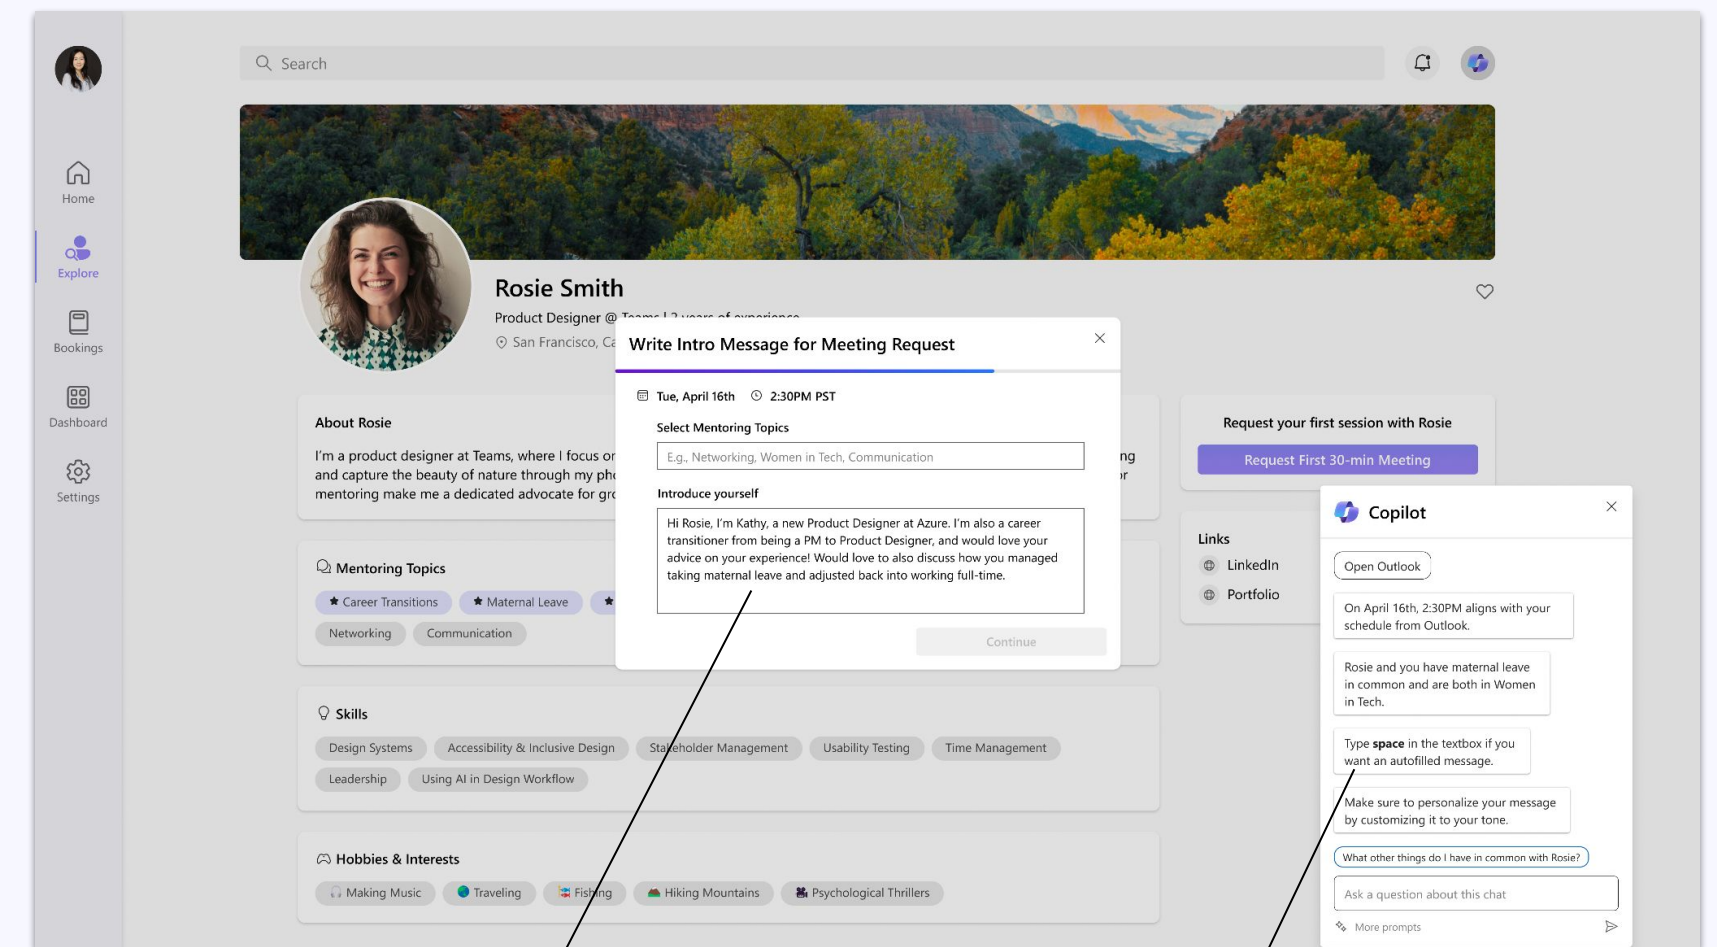 Search
Home
Explore
Bookings
Dashboard
Settings
Rosie Smith
Product Designer @ Teams | 2 years of experience
San Francisco, Ca
About Rosie
I'm a product designer at Teams, where I focus or
and capture the beauty of nature through my pho
mentoring make me a dedicated advocate for gro
ng
or
Mentoring Topics
★ Career Transitions
★ Maternal Leave
★
Networking
Communication
Skills
Design Systems
Accessibility & Inclusive Design
Stakeholder Management
Usability Testing
Time Management
Leadership
Using AI in Design Workflow
Hobbies & Interests
Making Music
Traveling
Fishing
Hiking Mountains
Psychological Thrillers
Write Intro Message for Meeting Request
Tue, April 16th
2:30PM PST
Select Mentoring Topics
E.g., Networking, Women in Tech, Communication
Introduce yourself
Hi Rosie, I'm Kathy, a new Product Designer at Azure. I'm also a career
transitioner from being a PM to Product Designer, and would love your
advice on your experience! Would love to also discuss how you managed
taking maternal leave and adjusted back into working full-time.
Continue
Request your first session with Rosie
Request First 30-min Meeting
Links
LinkedIn
Portfolio
Copilot
Open Outlook
On April 16th, 2:30PM aligns with your
schedule from Outlook.
Rosie and you have maternal leave
in common and are both in Women
in Tech.
Type space in the textbox if you
want an autofilled message.
Make sure to personalize your message
by customizing it to your tone.
What other things do I have in common with Rosie?
Ask a question about this chat
More prompts